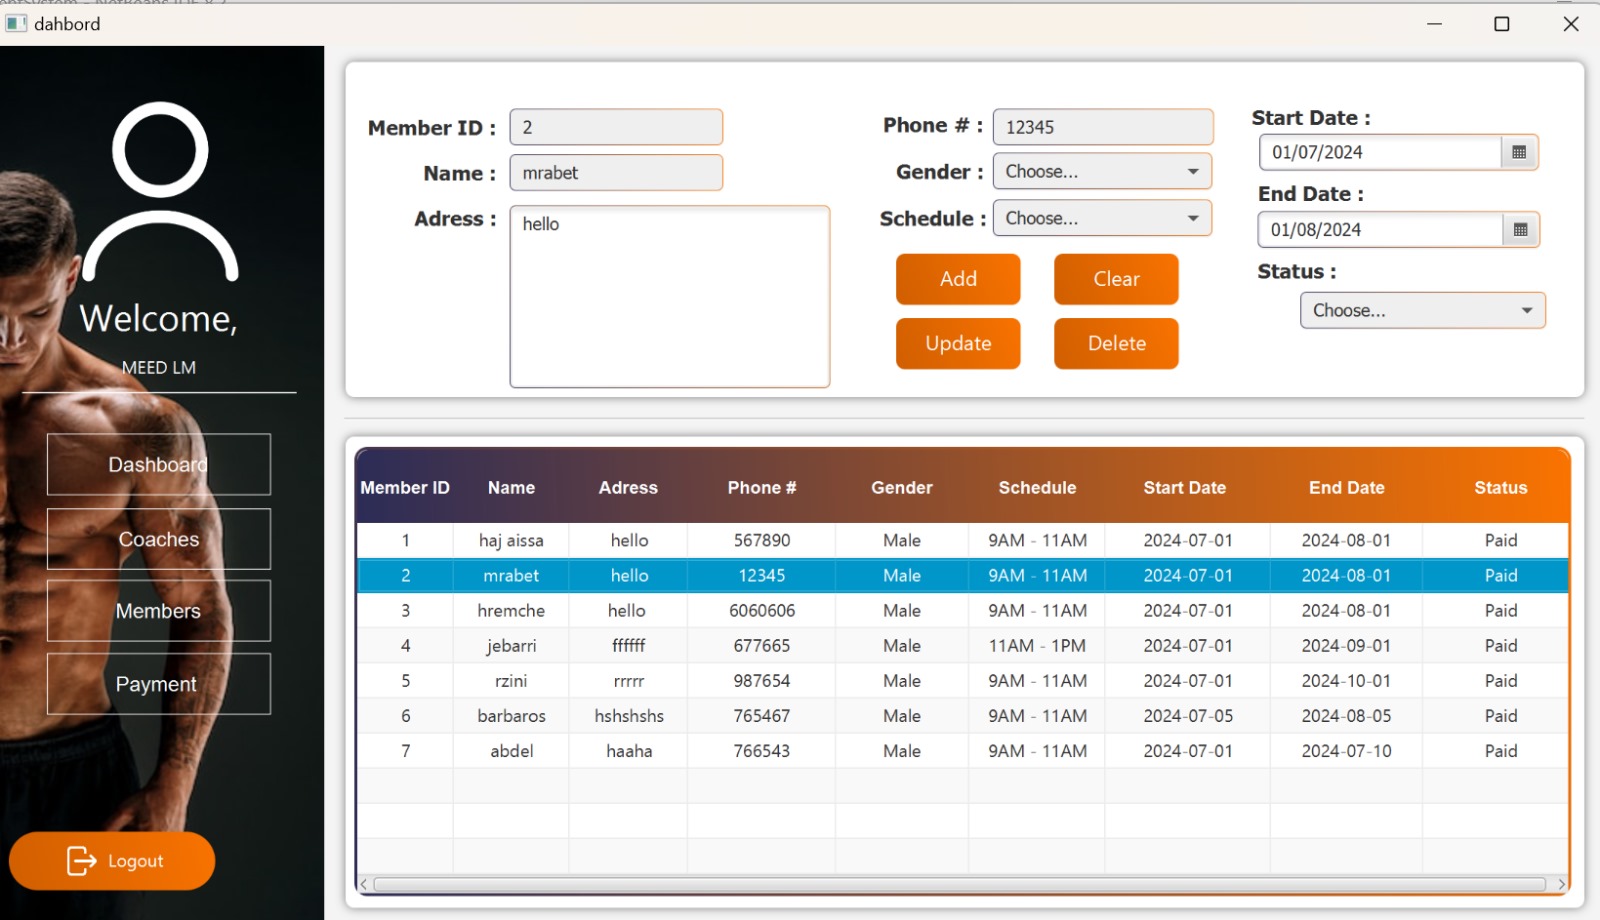 dahbord
Welcome,
MEED LM
Dashboard
Coaches
Members
Payment
Logout
Member ID : 2
Name : mrabet
Adress : hello
Phone # : 12345
Gender : Choose...
Schedule : Choose...
Add Clear
Update Delete
Start Date :
01/07/2024
End Date :
01/08/2024
Status :
Choose...
Member ID Name Adress Phone # Gender Schedule Start Date End Date Status
1 haj aissa hello 567890 Male 9AM - 11AM 2024-07-01 2024-08-01 Paid
2 mrabet hello 12345 Male 9AM - 11AM 2024-07-01 2024-08-01 Paid
3 hremche hello 6060606 Male 9AM - 11AM 2024-07-01 2024-08-01 Paid
4 jebarri ffffff 677665 Male 11AM - 1PM 2024-07-01 2024-09-01 Paid
5 rzini rrrrr 987654 Male 9AM - 11AM 2024-07-01 2024-10-01 Paid
6 barbaros hshshshs 765467 Male 9AM - 11AM 2024-07-05 2024-08-05 Paid
7 abdel haaha 766543 Male 9AM - 11AM 2024-07-01 2024-07-10 Paid